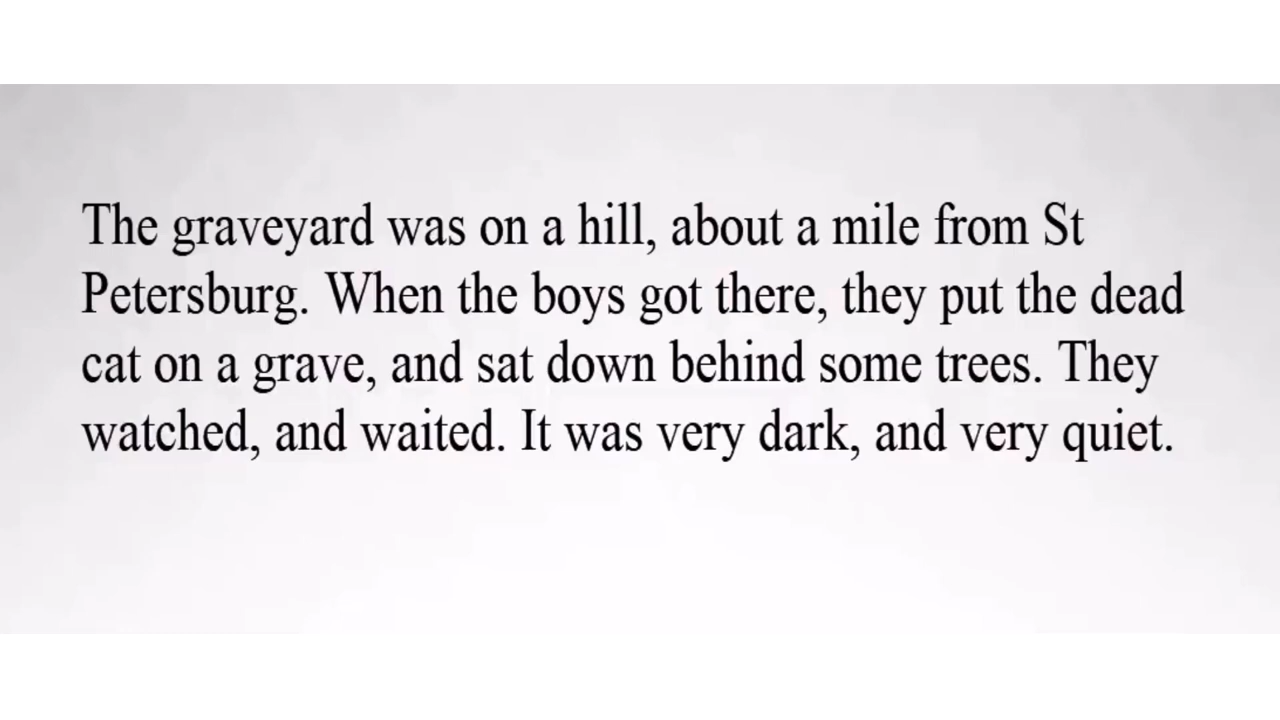 The graveyard was on a hill, about a mile from St
Petersburg. When the boys got there, they put the dead
cat on a grave, and sat down behind some trees. They
watched, and waited. It was very dark, and very quiet.